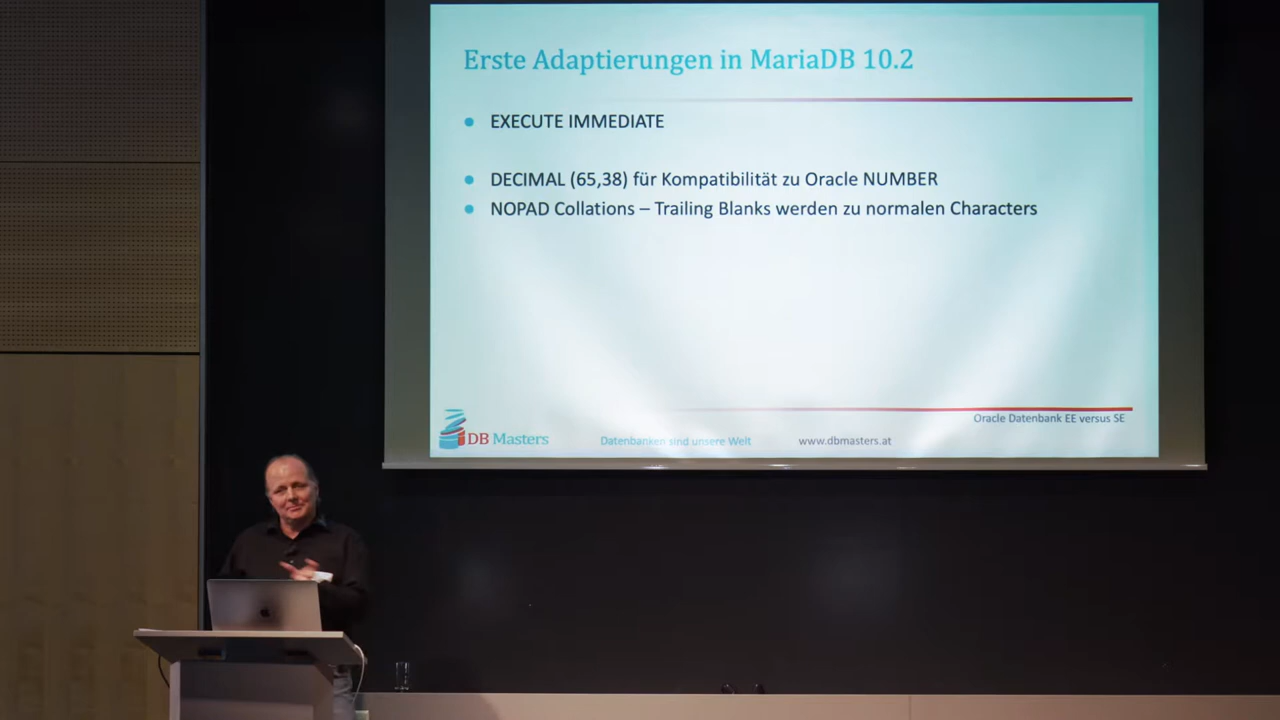 Erste Adaptierungen in MariaDB 10.2
EXECUTE IMMEDIATE
DECIMAL (65,38) für Kompatibilität zu Oracle NUMBER
NOPAD Collations – Trailing Blanks werden zu normalen Characters
Oracle Datenbank EE versus SE
DB Masters
Datenbanken sind unsere Welt
www.dbmasters.at